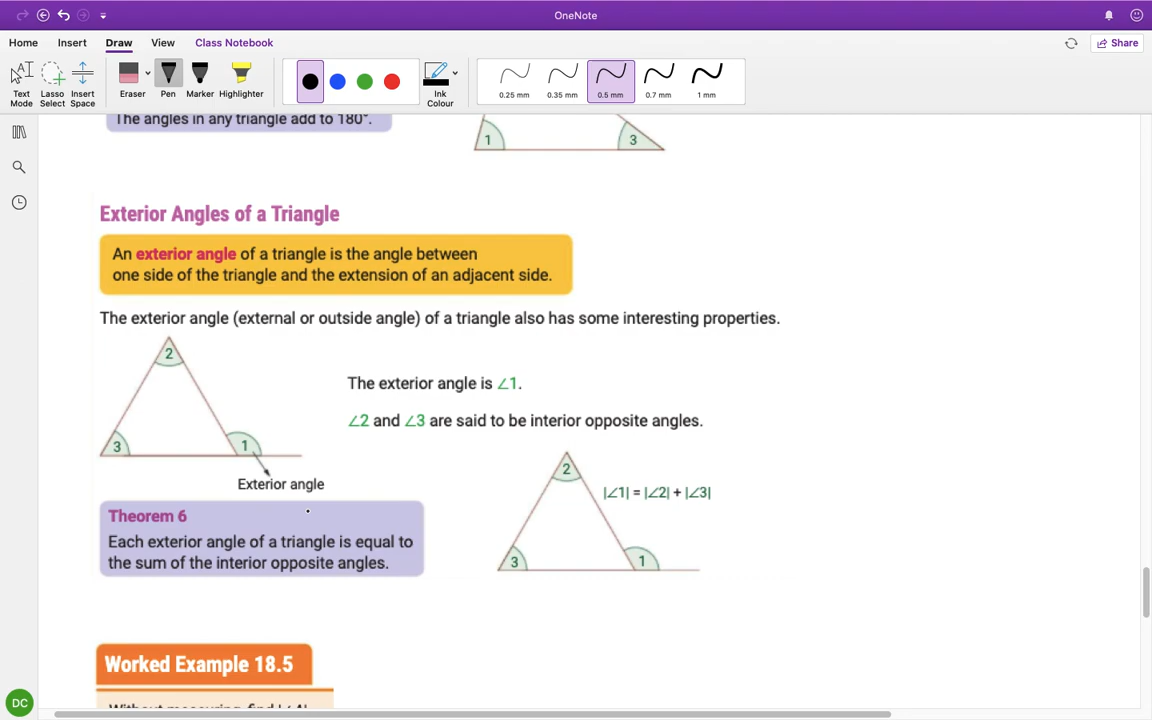 OneNote
Home Insert Draw View Class Notebook
Share
Text Mode
Lasso Select
Insert Space
Eraser
Pen
Marker
Highlighter
Ink Colour
0.25 mm
0.35 mm
0.5 mm
0.7 mm
1 mm
The angles in any triangle add to 180°.
1
3
Exterior Angles of a Triangle
An exterior angle of a triangle is the angle between
one side of the triangle and the extension of an adjacent side.
The exterior angle (external or outside angle) of a triangle also has some interesting properties.
2
3
1
Exterior angle
The exterior angle is ∠1.
∠2 and ∠3 are said to be interior opposite angles.
2
|∠1| = |∠2| + |∠3|
3
1
Theorem 6
Each exterior angle of a triangle is equal to
the sum of the interior opposite angles.
Worked Example 18.5
Without measuring, find |∠A|
DC